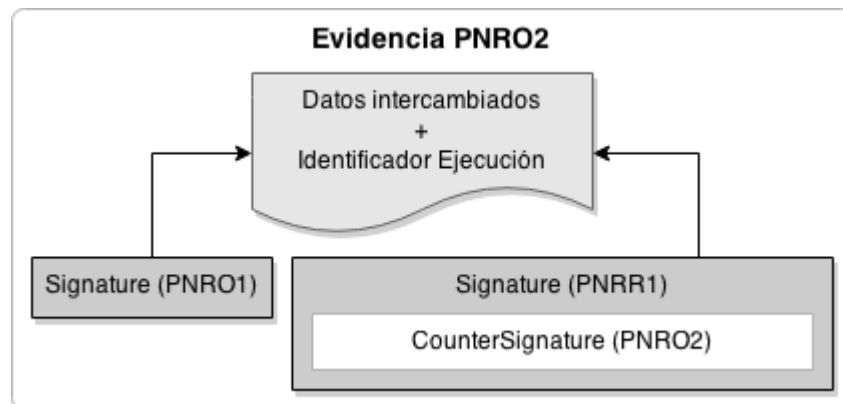 Evidencia PNRO2
Datos intercambiados
+
Identificador Ejecución
Signature (PNRO1)
Signature (PNRR1)
CounterSignature (PNRO2)